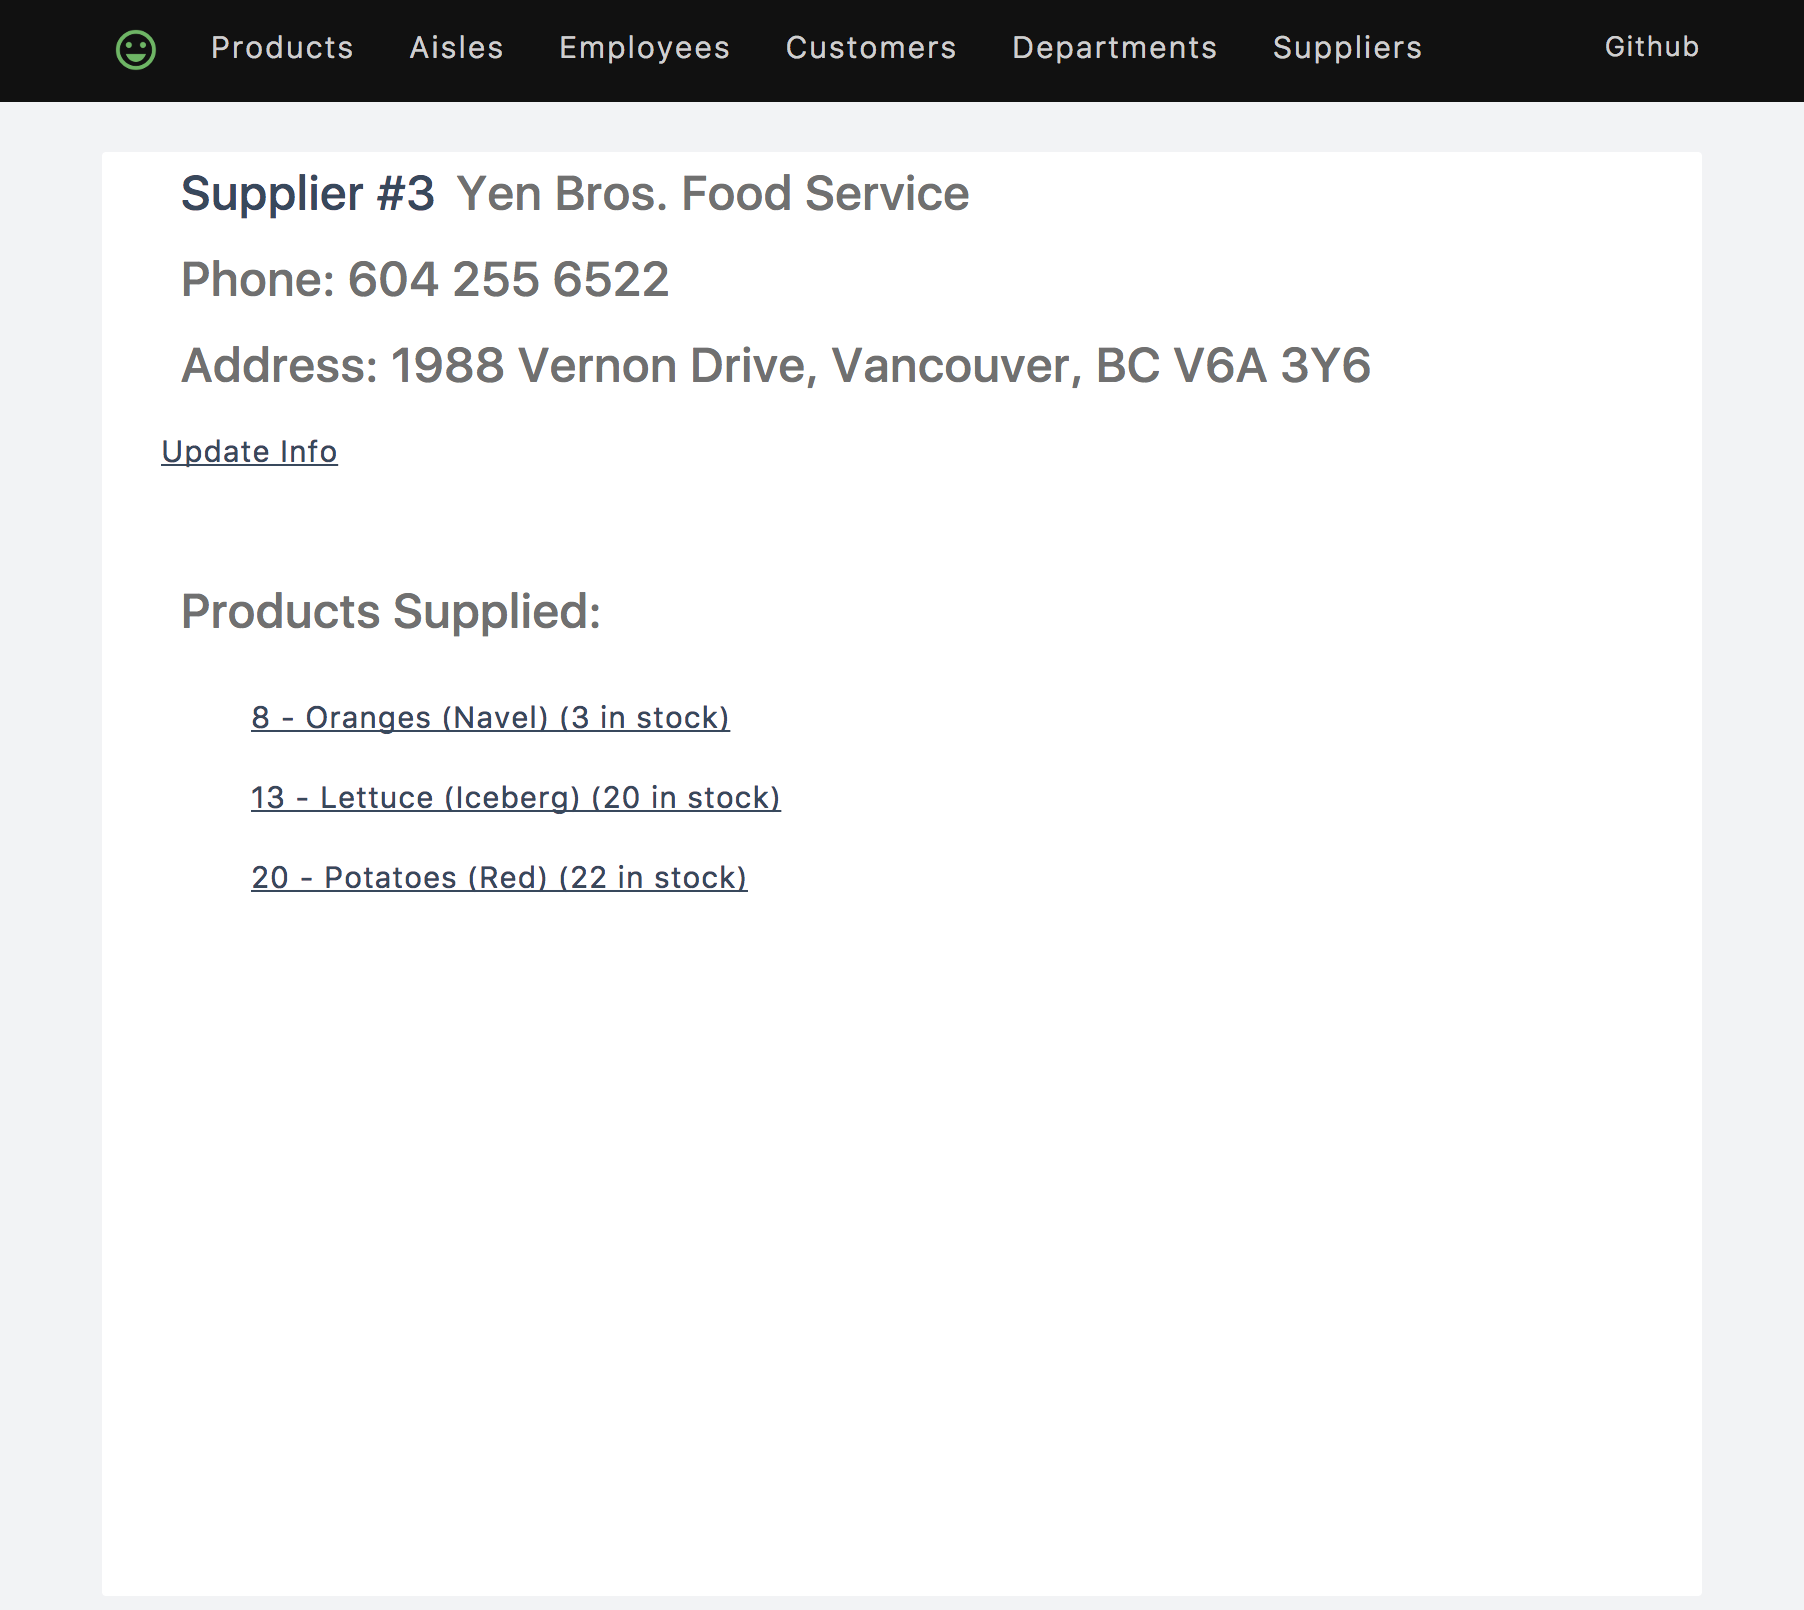 Products Aisles Employees Customers Departments Suppliers Github
Supplier #3 Yen Bros. Food Service
Phone: 604 255 6522
Address: 1988 Vernon Drive, Vancouver, BC V6A 3Y6
Update Info
Products Supplied:
8 - Oranges (Navel) (3 in stock)
13 - Lettuce (Iceberg) (20 in stock)
20 - Potatoes (Red) (22 in stock)